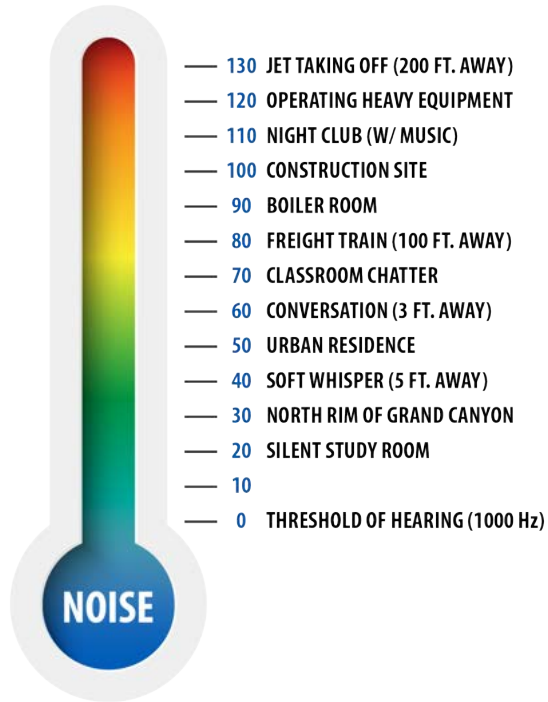 130 JET TAKING OFF (200 FT. AWAY)
120 OPERATING HEAVY EQUIPMENT
110 NIGHT CLUB (W/ MUSIC)
100 CONSTRUCTION SITE
90 BOILER ROOM
80 FREIGHT TRAIN (100 FT. AWAY)
70 CLASSROOM CHATTER
60 CONVERSATION (3 FT. AWAY)
50 URBAN RESIDENCE
40 SOFT WHISPER (5 FT. AWAY)
30 NORTH RIM OF GRAND CANYON
20 SILENT STUDY ROOM
10
0 THRESHOLD OF HEARING (1000 Hz)
NOISE